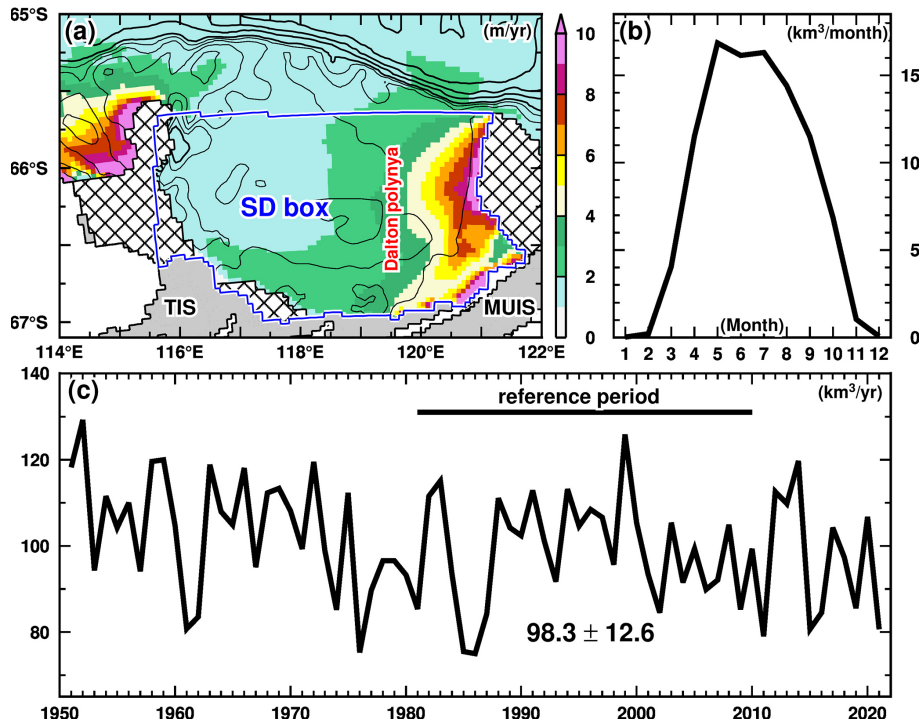 (a)
(m/yr)
65°S
66°S
67°S
114°E
116°E
118°E
120°E
122°E
SD box
Dalton polynya
TIS
MUIS
10
8
6
4
2
0
(b)
(km³/month)
15
10
5
0
(Month)
1 2 3 4 5 6 7 8 9 10 11 12
(c)
(km³/yr)
reference period
98.3 ± 12.6
140
120
100
80
1950 1960 1970 1980 1990 2000 2010 2020